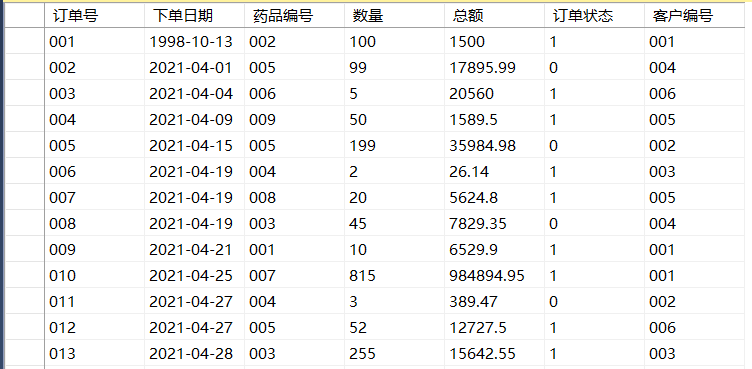 订单号 下单日期 药品编号 数量 总额 订单状态 客户编号
001 1998-10-13 002 100 1500 1 001
002 2021-04-01 005 99 17895.99 0 004
003 2021-04-04 006 5 20560 1 006
004 2021-04-09 009 50 1589.5 1 005
005 2021-04-15 005 199 35984.98 0 002
006 2021-04-19 004 2 26.14 1 003
007 2021-04-19 008 20 5624.8 1 005
008 2021-04-19 003 45 7829.35 0 004
009 2021-04-21 001 10 6529.9 1 001
010 2021-04-25 007 815 984894.95 1 001
011 2021-04-27 004 3 389.47 0 002
012 2021-04-27 005 52 12727.5 1 006
013 2021-04-28 003 255 15642.55 1 003